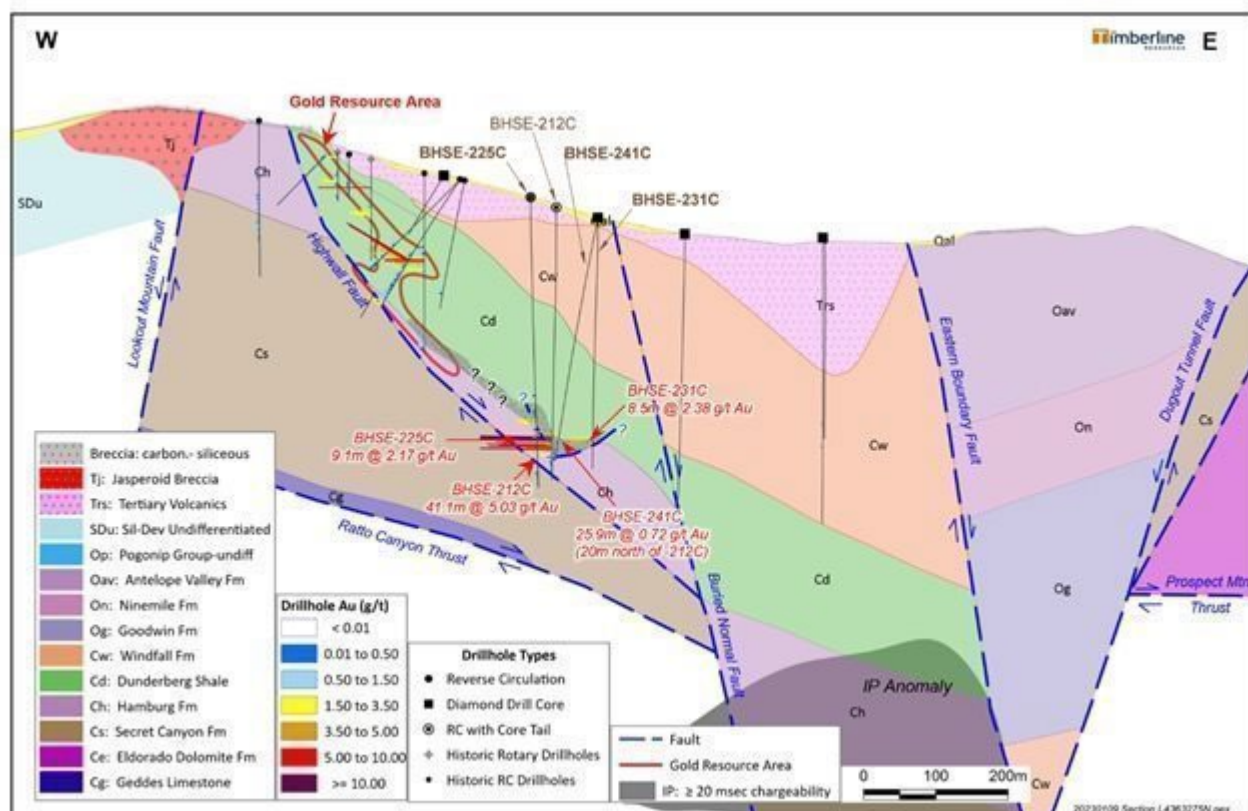 W
Timberline
RESOURCES
E
Gold Resource Area
BHSE-212C
BHSE-225C
BHSE-241C
BHSE-231C
Tj
Ch
SDu
Lookout Mountain Fault
Highwall Fault
Cw
Cd
Trs
Qal
Oav
Eastern Boundary Fault
Dugout Tunnel Fault
Cs
Cs
On
Cw
? ? ?
?
?
BHSE-231C
8.5m @ 2.38 g/t Au
BHSE-225C
9.1m @ 2.17 g/t Au
BHSE-212C
41.1m @ 5.03 g/t Au
Ch
BHSE-241C
25.9m @ 0.72 g/t Au
(20m north of -212C)
Cg
Ratto Canyon Thrust
Buried Normal Fault
Cd
Og
Prospect Mtn
Thrust
IP Anomaly
Ch
Cw
Breccia: carbon.- siliceous
Tj: Jasperoid Breccia
Trs: Tertiary Volcanics
SDu: Sil-Dev Undifferentiated
Op: Pogonip Group-undiff
Oav: Antelope Valley Fm
On: Ninemile Fm
Og: Goodwin Fm
Cw: Windfall Fm
Cd: Dunderberg Shale
Ch: Hamburg Fm
Cs: Secret Canyon Fm
Ce: Eldorado Dolomite Fm
Cg: Geddes Limestone
Drillhole Au (g/t)
< 0.01
0.01 to 0.50
0.50 to 1.50
1.50 to 3.50
3.50 to 5.00
5.00 to 10.00
>= 10.00
Drillhole Types
Reverse Circulation
Diamond Drill Core
RC with Core Tail
Historic Rotary Drillholes
Historic RC Drillholes
Fault
Gold Resource Area
IP: ≥ 20 msec chargeability
0 100 200m